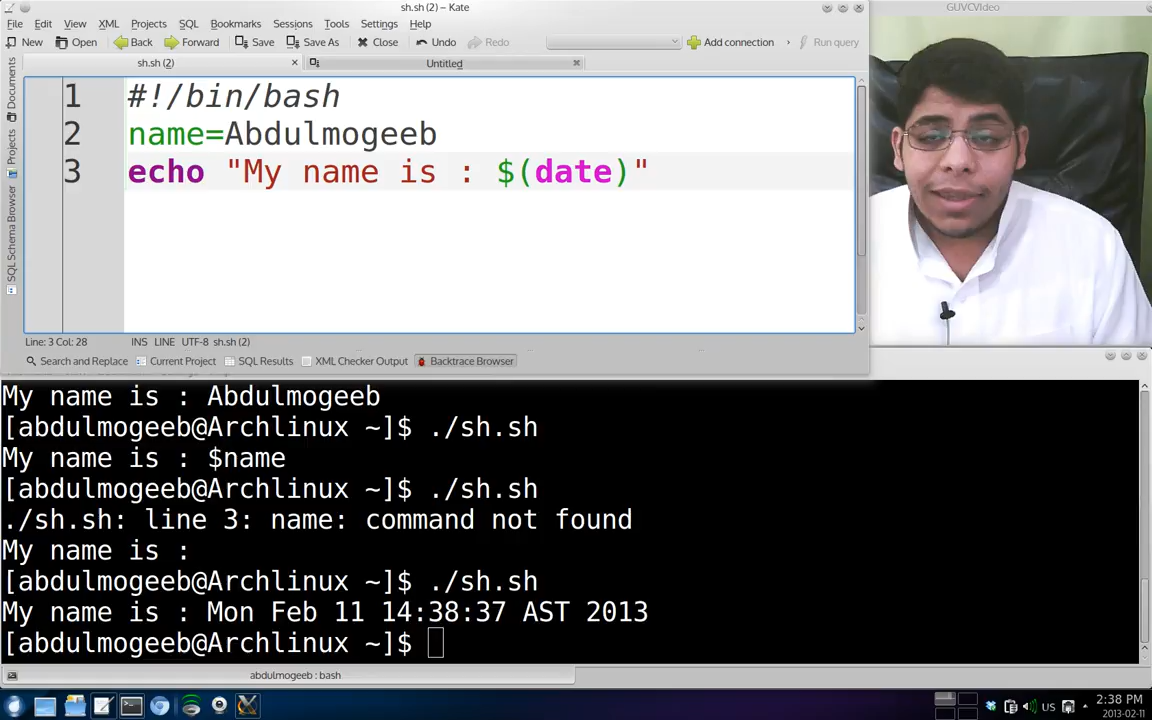 sh.sh (2) – Kate
GUVCVIdeo
File Edit View XML Projects SQL Bookmarks Sessions Tools Settings Help
New Open Back Forward Save Save As Close Undo Redo Add connection Run query
sh.sh (2) Untitled
Documents
Projects
SQL Schema Browser
1 #!/bin/bash
2 name=Abdulmogeeb
3 echo "My name is : $(date)"
Line: 3 Col: 28 INS LINE UTF-8 sh.sh (2)
Search and Replace Current Project SQL Results XML Checker Output Backtrace Browser
My name is : Abdulmogeeb
[abdulmogeeb@Archlinux ~]$ ./sh.sh
My name is : $name
[abdulmogeeb@Archlinux ~]$ ./sh.sh
./sh.sh: line 3: name: command not found
My name is :
[abdulmogeeb@Archlinux ~]$ ./sh.sh
My name is : Mon Feb 11 14:38:37 AST 2013
[abdulmogeeb@Archlinux ~]$
abdulmogeeb : bash
US 2:38 PM
2013-02-11